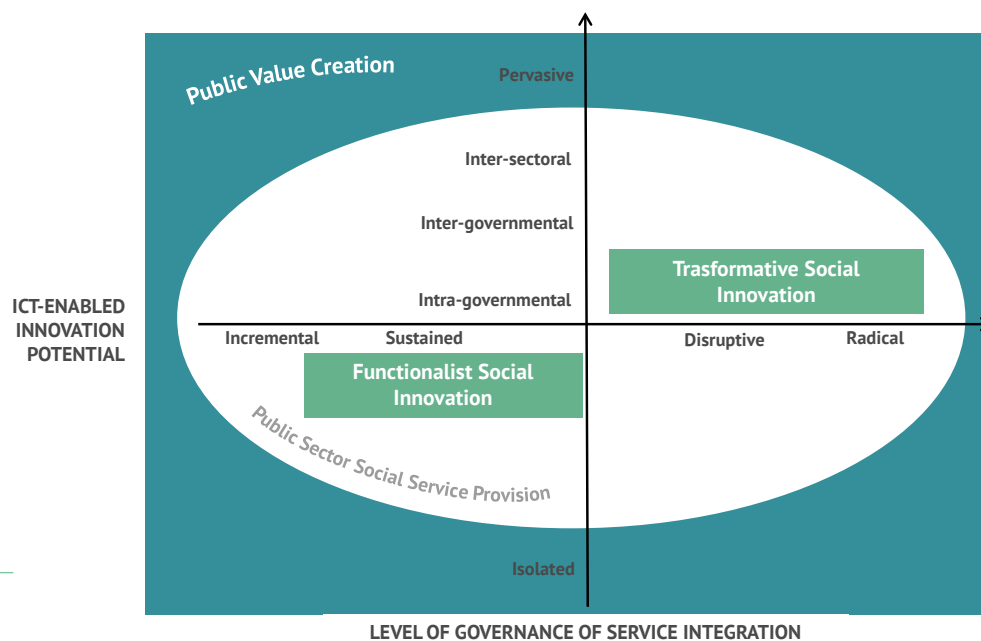 Public Value Creation
Pervasive
Inter-sectoral
Inter-governmental
Trasformative Social
Innovation
Intra-governmental
ICT-ENABLED
INNOVATION
POTENTIAL
Incremental
Sustained
Disruptive
Radical
Functionalist Social
Innovation
Public Sector Social Service Provision
Isolated
LEVEL OF GOVERNANCE OF SERVICE INTEGRATION